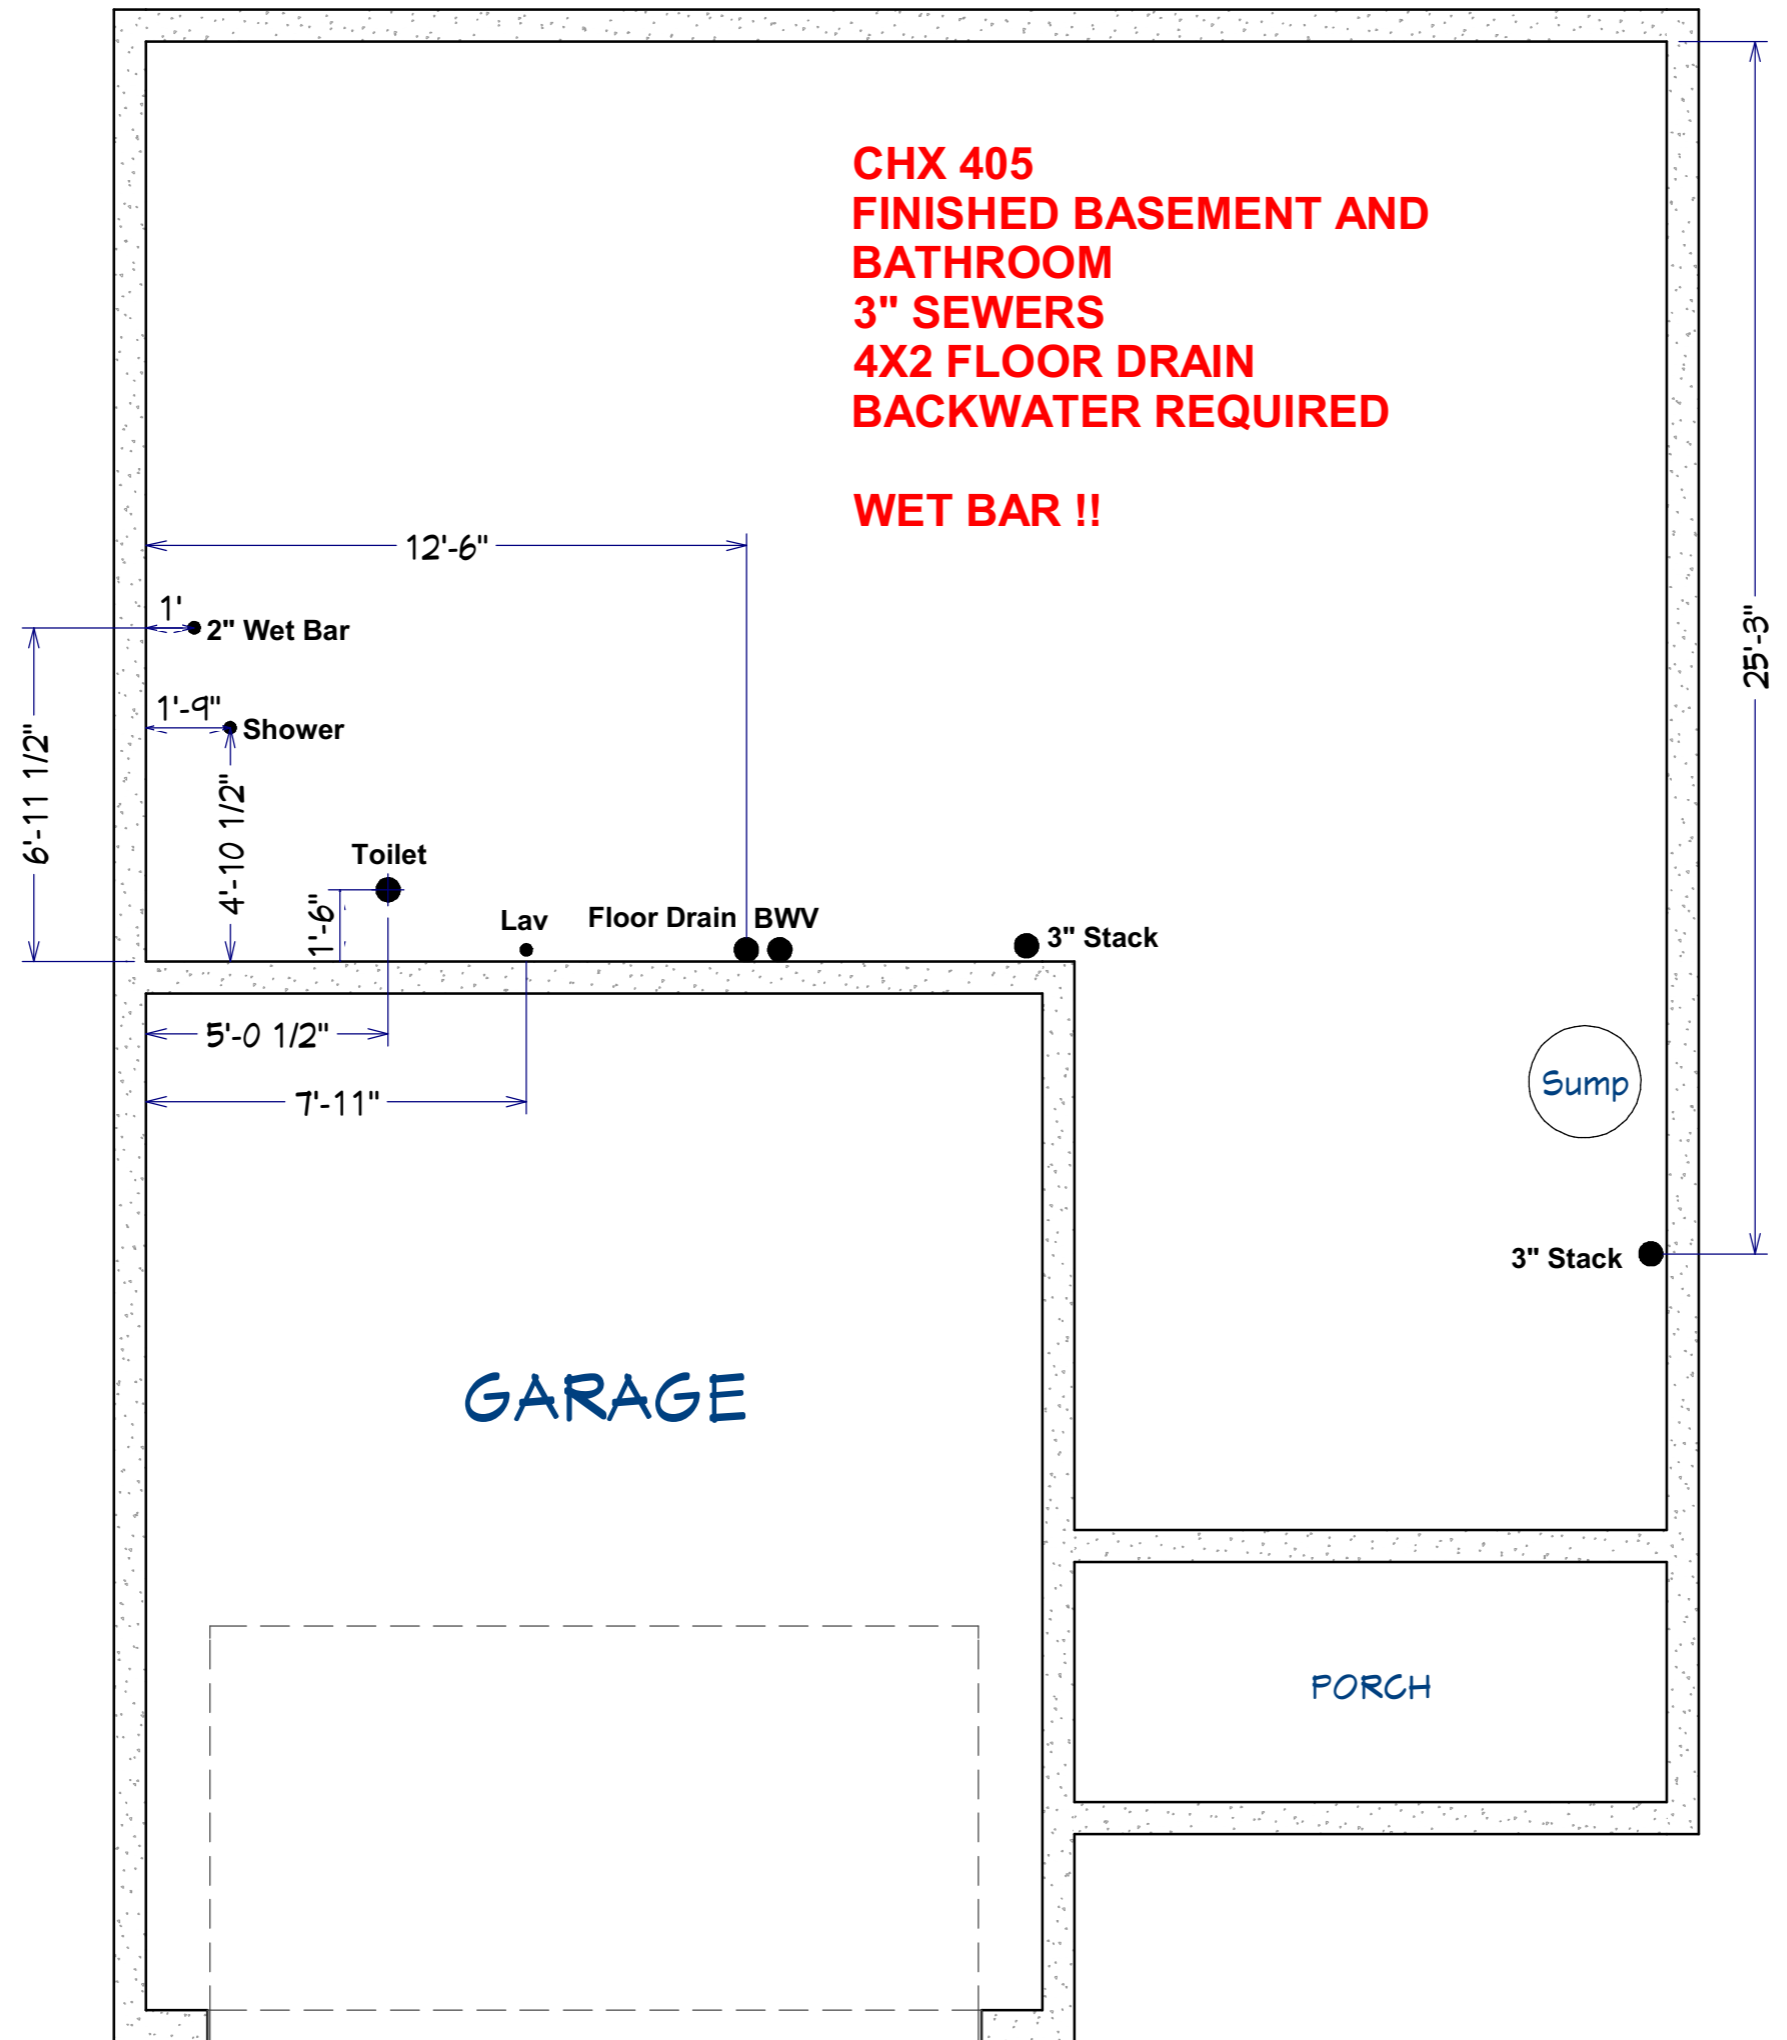 CHX 405
FINISHED BASEMENT AND
BATHROOM
3" SEWERS
4X2 FLOOR DRAIN
BACKWATER REQUIRED
WET BAR !!
12'-6"
1'
2" Wet Bar
25'-3"
1'-9"
Shower
6'-11 1/2"
4'-10 1/2"
Toilet
1'-6"
Lav
Floor Drain
BWV
3" Stack
5'-0 1/2"
7'-11"
Sump
3" Stack
GARAGE
PORCH